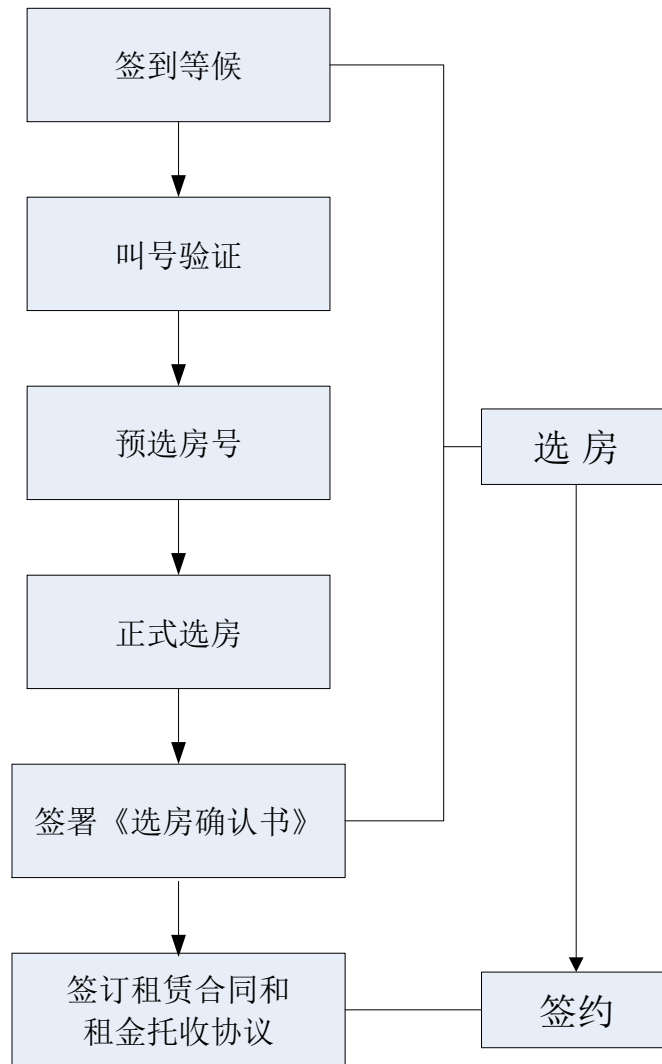 签到等候
叫号验证
预选房号
选 房
正式选房
签署《选房确认书》
签订租赁合同和
租金托收协议
签约